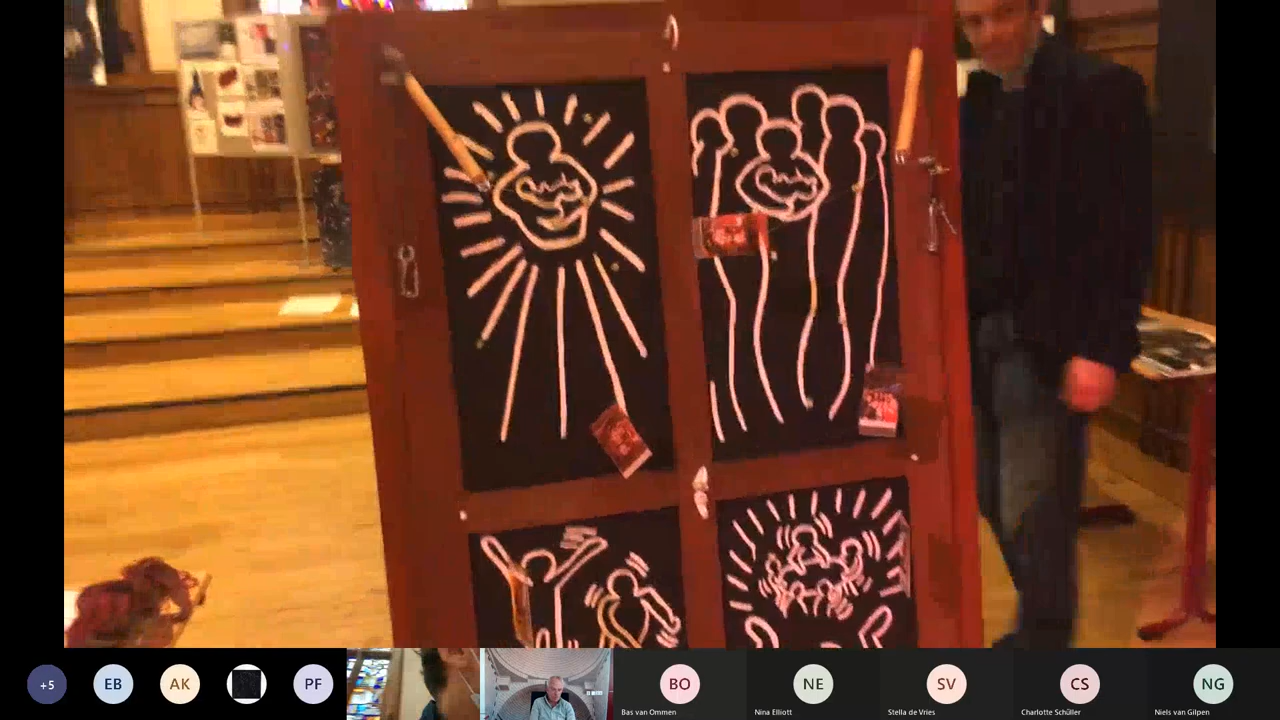 +5
EB
AK
PF
BO
NE
SV
CS
NG
Bas van Ommen
Nina Elliott
Stella de Vries
Charlotte Schüller
Niels van Gilpen